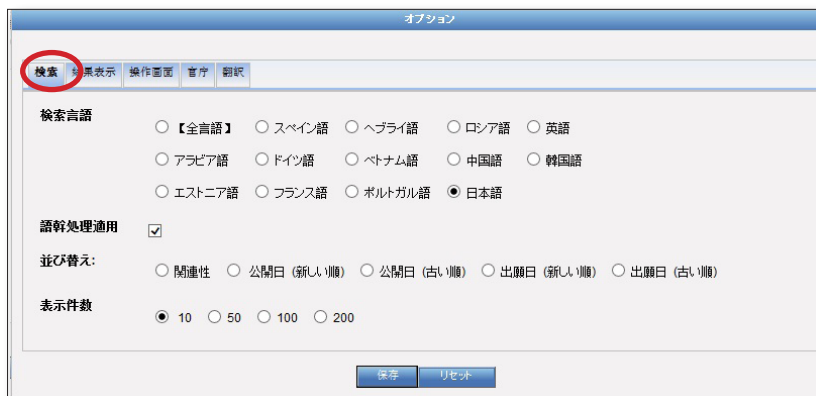 オプション
検索 結果表示 操作画面 官庁 翻訳
検索言語
【全言語】 スペイン語 ヘブライ語 ロシア語 英語
アラビア語 ドイツ語 ベトナム語 中国語 韓国語
エストニア語 フランス語 ポルトガル語 日本語
語幹処理適用
並び替え:
関連性 公開日 (新しい順) 公開日 (古い順) 出願日 (新しい順) 出願日 (古い順)
表示件数
10 50 100 200
保存 リセット